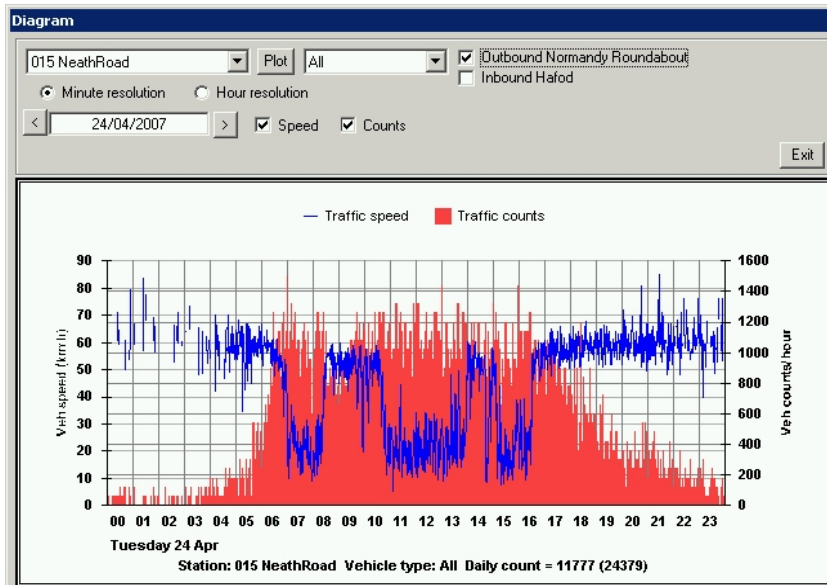 Diagram
015 NeathRoad Plot All Outbound Normandy Roundabout
Inbound Hafod
Minute resolution Hour resolution
< 24/04/2007 > Speed Counts
Exit
Traffic speed Traffic counts
90 1600
80 1400
70 1200
60 1000
50 800
40 600
30 400
20 200
10 0
0
Veh speed (km h)
Veh counts/hour
00 01 02 03 04 05 06 07 08 09 10 11 12 13 14 15 16 17 18 19 20 21 22 23
Tuesday 24 Apr
Station: 015 NeathRoad Vehicle type: All Daily count = 11777 (24379)